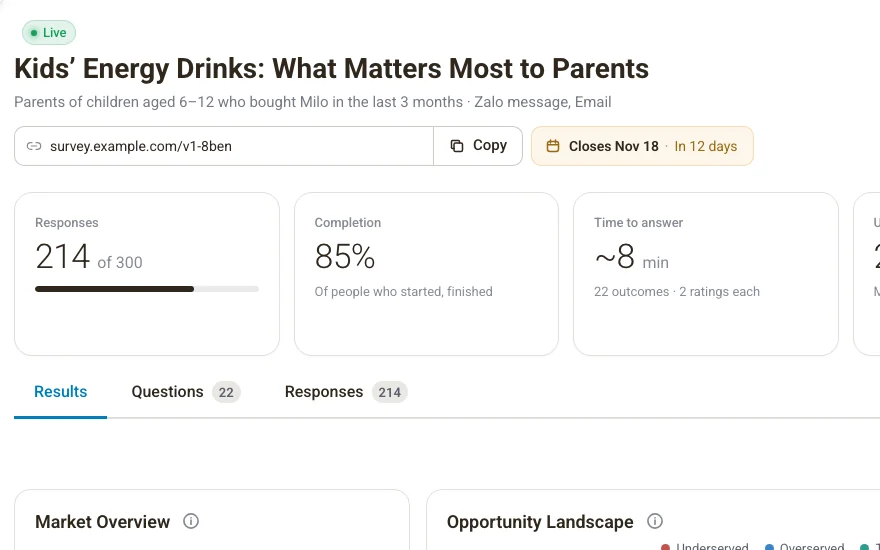 Live
Kids’ Energy Drinks: What Matters Most to Parents
Parents of children aged 6–12 who bought Milo in the last 3 months · Zalo message, Email
survey.example.com/v1-8ben
Copy
Closes Nov 18 · In 12 days
Responses
214 of 300
Completion
85%
Of people who started, finished
Time to answer
~8 min
22 outcomes · 2 ratings each
Results
Questions 22
Responses 214
Market Overview
Opportunity Landscape
Underserved
Overserved